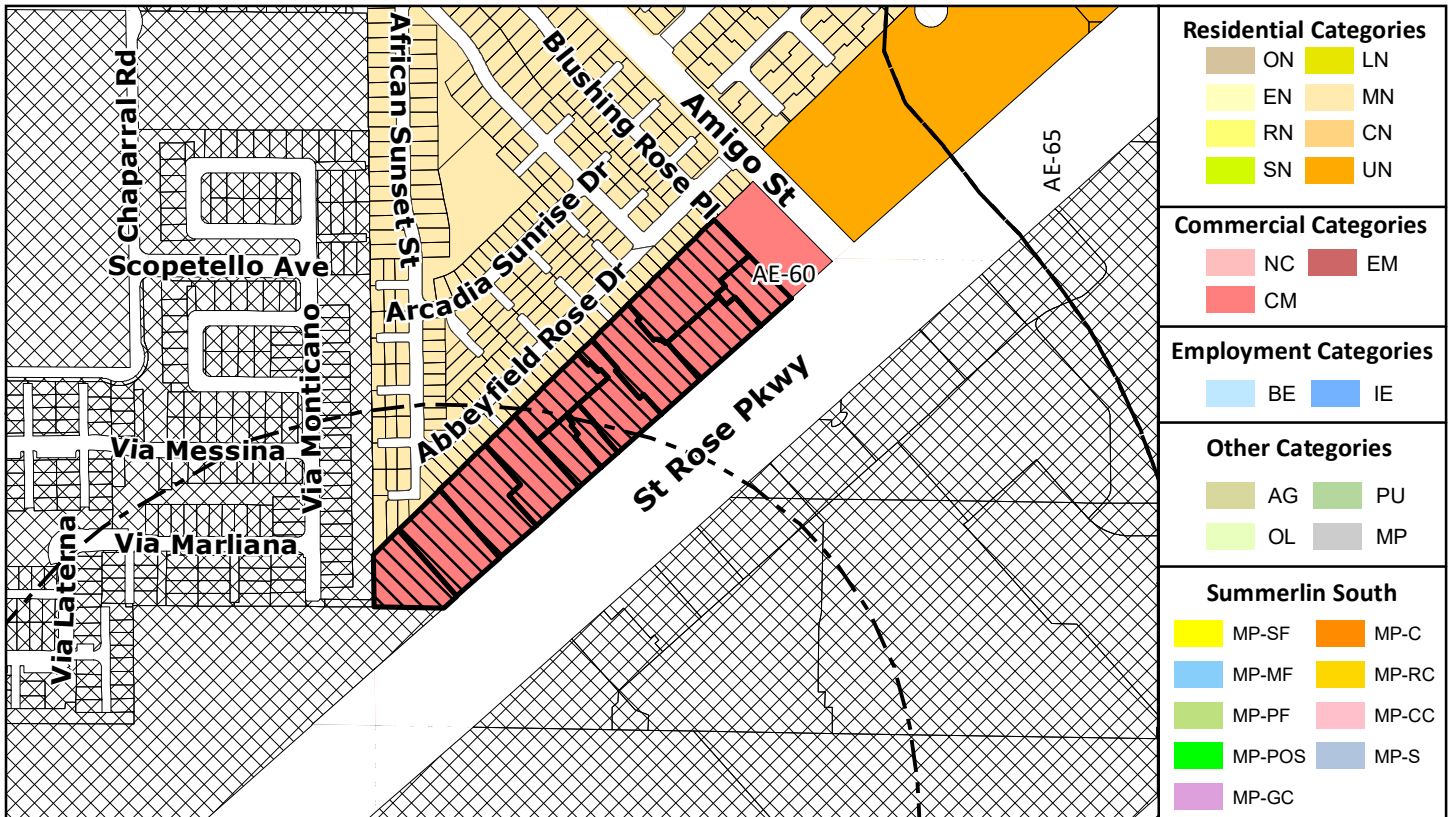 Chaparral Rd
African Sunset St
Blushing Rose Pl
Amigo St
AE-65
Scopetello Ave
Arcadia Sunrise Dr
AE-60
Abbeyfield Rose Dr
Via Monticano
St Rose Pkwy
Via Messina
Via Marliana
Via Laterna
Residential Categories
ON LN
EN MN
RN CN
SN UN
Commercial Categories
NC EM
CM
Employment Categories
BE IE
Other Categories
AG PU
OL MP
Summerlin South
MP-SF MP-C
MP-MF MP-RC
MP-PF MP-CC
MP-POS MP-S
MP-GC